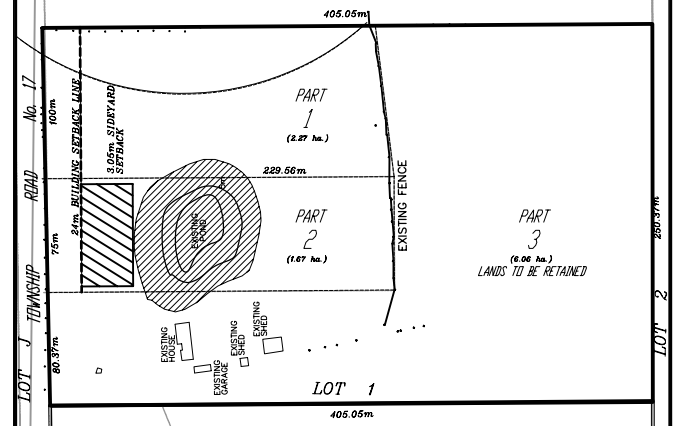 405.05m
LOT J TOWNSHIP ROAD No. 17
100m
75m
80.37m
24m BUILDING SETBACK LINE
3.05m SIDEYARD
SETBACK
PART
1
(2.27 ha.)
229.56m
EXISTING
POND
PART
2
(1.67 ha.)
EXISTING FENCE
PART
3
(6.06 ha.)
LANDS TO BE RETAINED
250.37m
LOT 2
EXISTING
HOUSE
EXISTING
GARAGE
EXISTING
SHED
EXISTING
SHED
LOT 1
405.05m